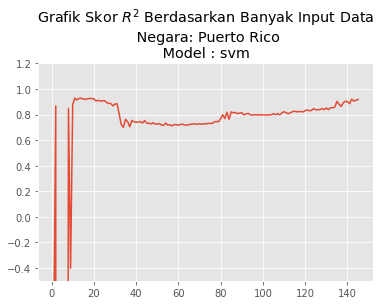 Grafik Skor R² Berdasarkan Banyak Input Data
Negara: Puerto Rico
Model : svm
1.2
1.0
0.8
0.6
0.4
0.2
0.0
−0.2
−0.4
0 20 40 60 80 100 120 140